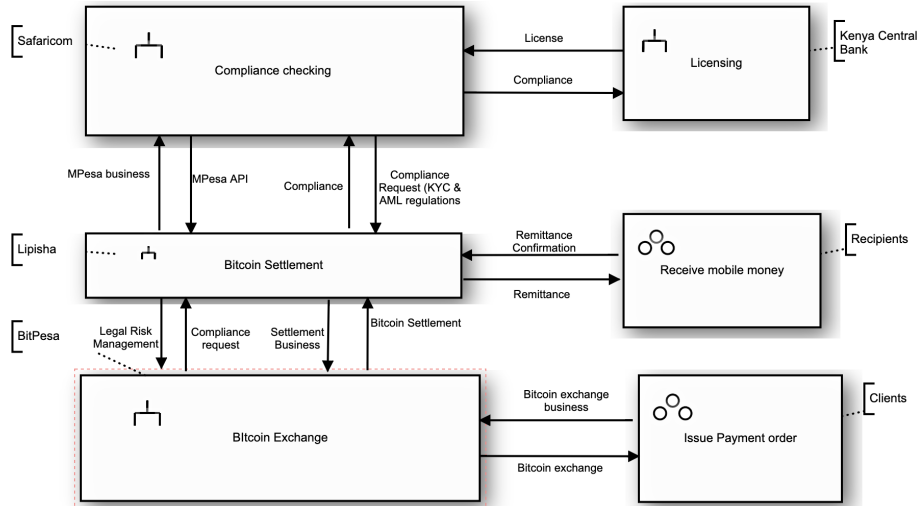 Safaricom
Compliance checking
License
Compliance
Licensing
Kenya Central
Bank
MPesa business
MPesa API
Compliance
Compliance
Request (KYC &
AML regulations
Lipisha
Bitcoin Settlement
Remittance
Confirmation
Remittance
Receive mobile money
Recipients
BitPesa
Legal Risk
Management
Compliance
request
Settlement
Business
Bitcoin Settlement
BItcoin Exchange
Bitcoin exchange
business
Bitcoin exchange
Issue Payment order
Clients